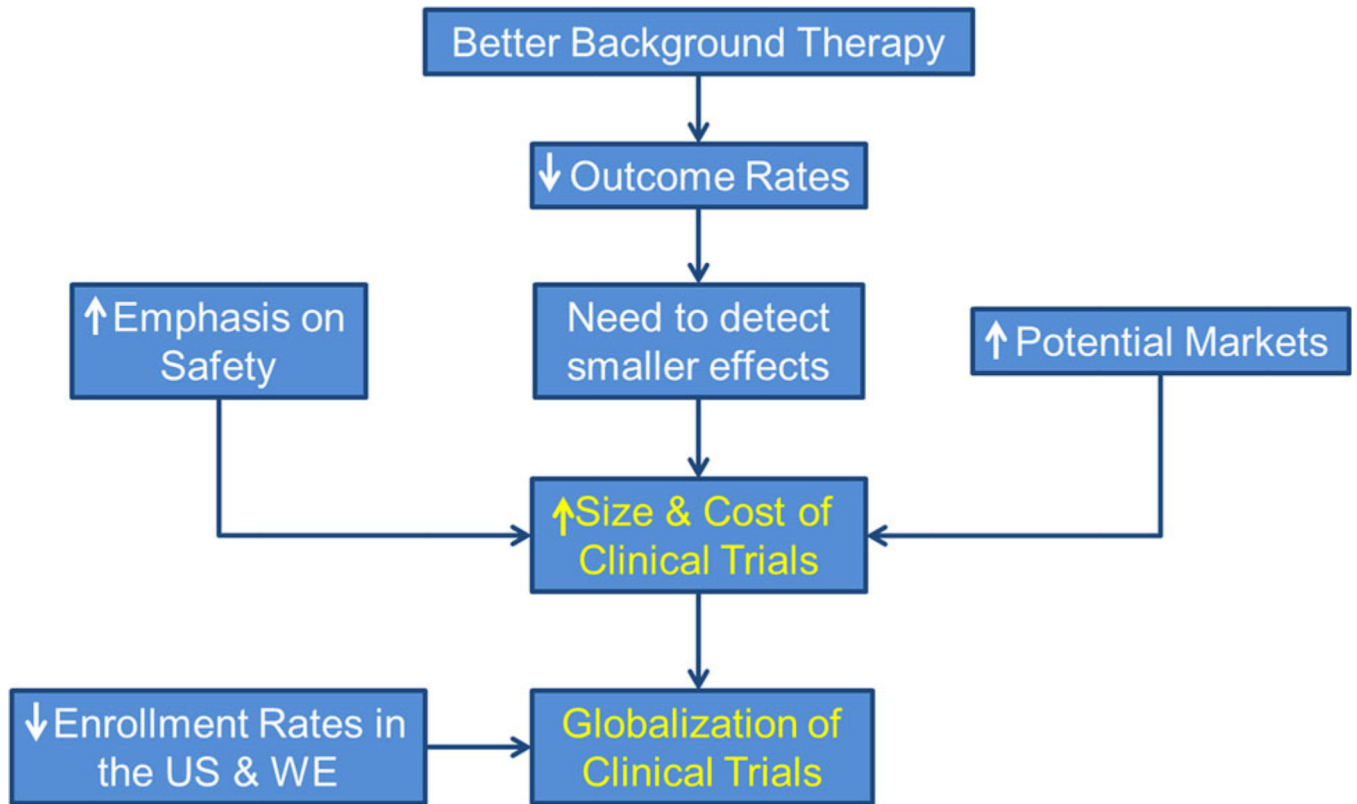 Better Background Therapy
↓ Outcome Rates
↑ Emphasis on
Safety
Need to detect
smaller effects
↑ Potential Markets
↑ Size & Cost of
Clinical Trials
↓ Enrollment Rates in
the US & WE
Globalization of
Clinical Trials